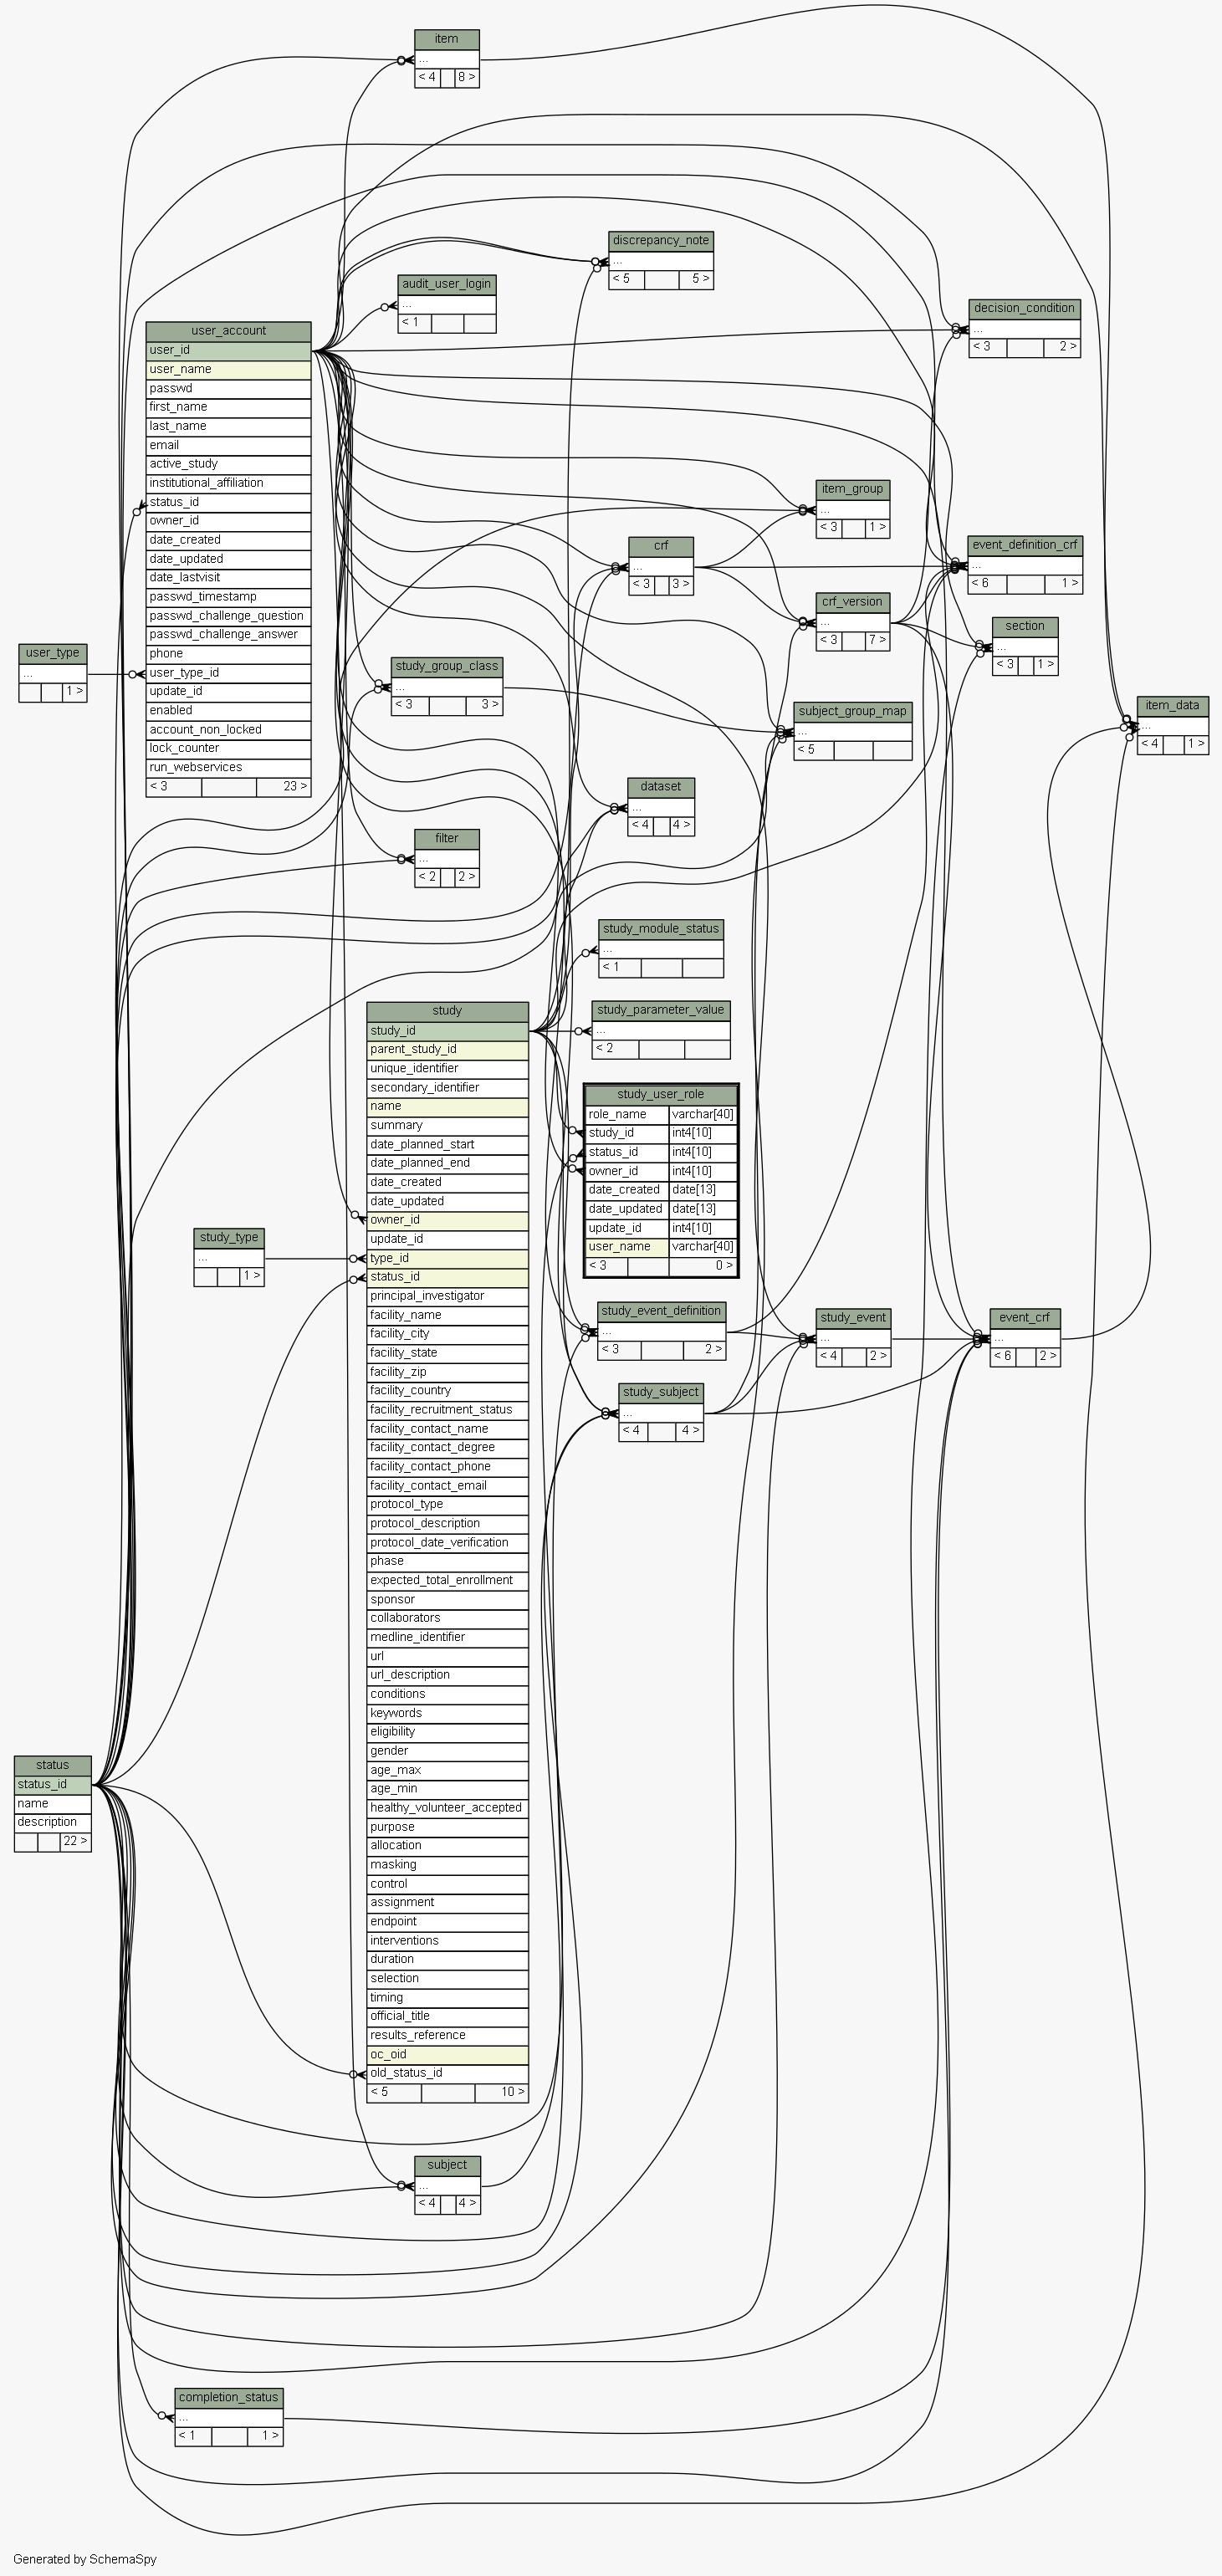 item
...
< 4 8 >
discrepancy_note
...
< 5 5 >
audit_user_login
...
< 1
decision_condition
...
< 3 2 >
user_account
user_id
user_name
passwd
first_name
last_name
email
active_study
institutional_affiliation
status_id
owner_id
date_created
date_updated
date_lastvisit
passwd_timestamp
passwd_challenge_question
passwd_challenge_answer
phone
user_type_id
update_id
enabled
account_non_locked
lock_counter
run_webservices
< 3 23 >
item_group
...
< 3 1 >
crf
...
< 3 3 >
event_definition_crf
...
< 6 1 >
crf_version
...
< 3 7 >
section
...
< 3 1 >
user_type
...
1 >
study_group_class
...
< 3 3 >
subject_group_map
...
< 5
item_data
...
< 4 1 >
dataset
...
< 4 4 >
filter
...
< 2 2 >
study_module_status
...
< 1
study_parameter_value
...
< 2
study
study_id
parent_study_id
unique_identifier
secondary_identifier
name
summary
date_planned_start
date_planned_end
date_created
date_updated
owner_id
update_id
type_id
status_id
principal_investigator
facility_name
facility_city
facility_state
facility_zip
facility_country
facility_recruitment_status
facility_contact_name
facility_contact_degree
facility_contact_phone
facility_contact_email
protocol_type
protocol_description
protocol_date_verification
phase
expected_total_enrollment
sponsor
collaborators
medline_identifier
url
url_description
conditions
keywords
eligibility
gender
age_max
age_min
healthy_volunteer_accepted
purpose
allocation
masking
control
assignment
endpoint
interventions
duration
selection
timing
official_title
results_reference
oc_oid
old_status_id
< 5 10 >
study_user_role
role_name varchar[40]
study_id int4[10]
status_id int4[10]
owner_id int4[10]
date_created date[13]
date_updated date[13]
update_id int4[10]
user_name varchar[40]
< 3 0 >
study_type
...
1 >
study_event_definition
...
< 3 2 >
study_event
...
< 4 2 >
event_crf
...
< 6 2 >
study_subject
...
< 4 4 >
status
status_id
name
description
22 >
subject
...
< 4 4 >
completion_status
...
< 1 1 >
Generated by SchemaSpy